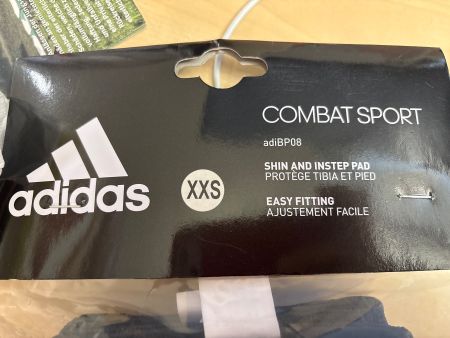 adidas
XXS
COMBAT SPORT
adiBP08
SHIN AND INSTEP PAD
PROTÈGE TIBIA ET PIED
EASY FITTING
AJUSTEMENT FACILE